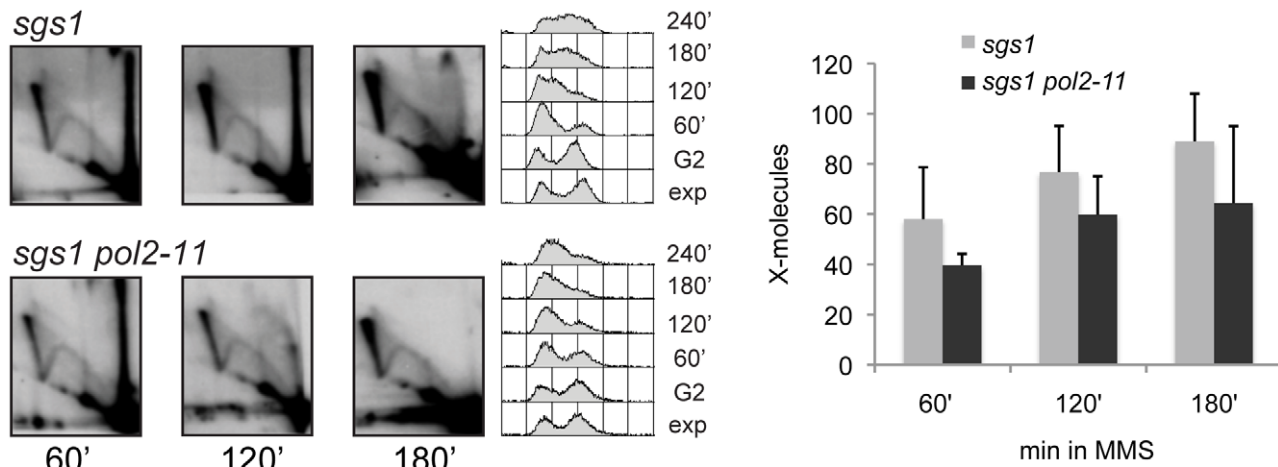 sgs1
240’
180’
120’
60’
G2
exp
sgs1 pol2-11
240’
180’
120’
60’
G2
exp
60’
120’
180’
sgs1
sgs1 pol2-11
120
100
80
60
40
20
0
X-molecules
60'
120'
180'
min in MMS